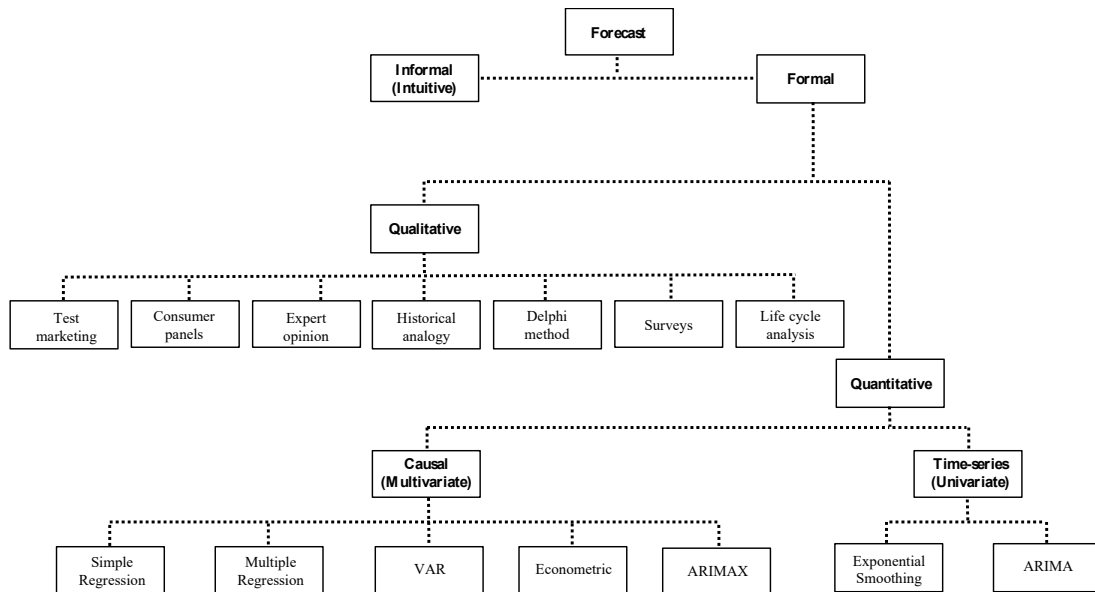 Forecast
Informal
(Intuitive)
Formal
Qualitative
Test
marketing
Consumer
panels
Expert
opinion
Historical
analogy
Delphi
method
Surveys
Life cycle
analysis
Quantitative
Causal
(Multivariate)
Time-series
(Univariate)
Simple
Regression
Multiple
Regression
VAR
Econometric
ARIMAX
Exponential
Smoothing
ARIMA